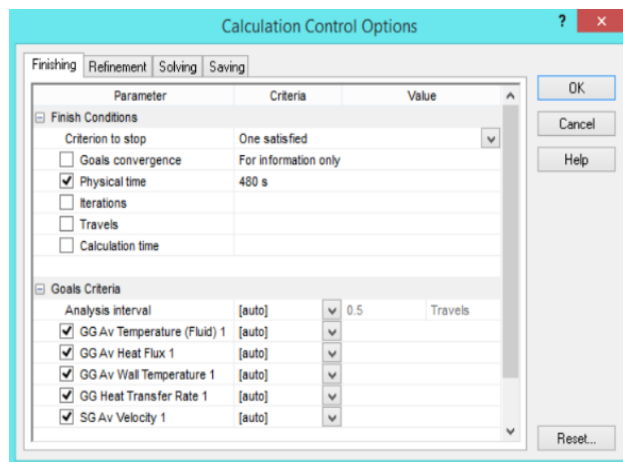 Calculation Control Options
?
×
Finishing Refinement Solving Saving
Parameter Criteria Value
Finish Conditions
Criterion to stop One satisfied
Goals convergence For information only
Physical time 480 s
Iterations
Travels
Calculation time
Goals Criteria
Analysis interval [auto] 0.5 Travels
GG Av Temperature (Fluid) 1 [auto]
GG Av Heat Flux 1 [auto]
GG Av Wall Temperature 1 [auto]
GG Heat Transfer Rate 1 [auto]
SG Av Velocity 1 [auto]
OK
Cancel
Help
Reset...